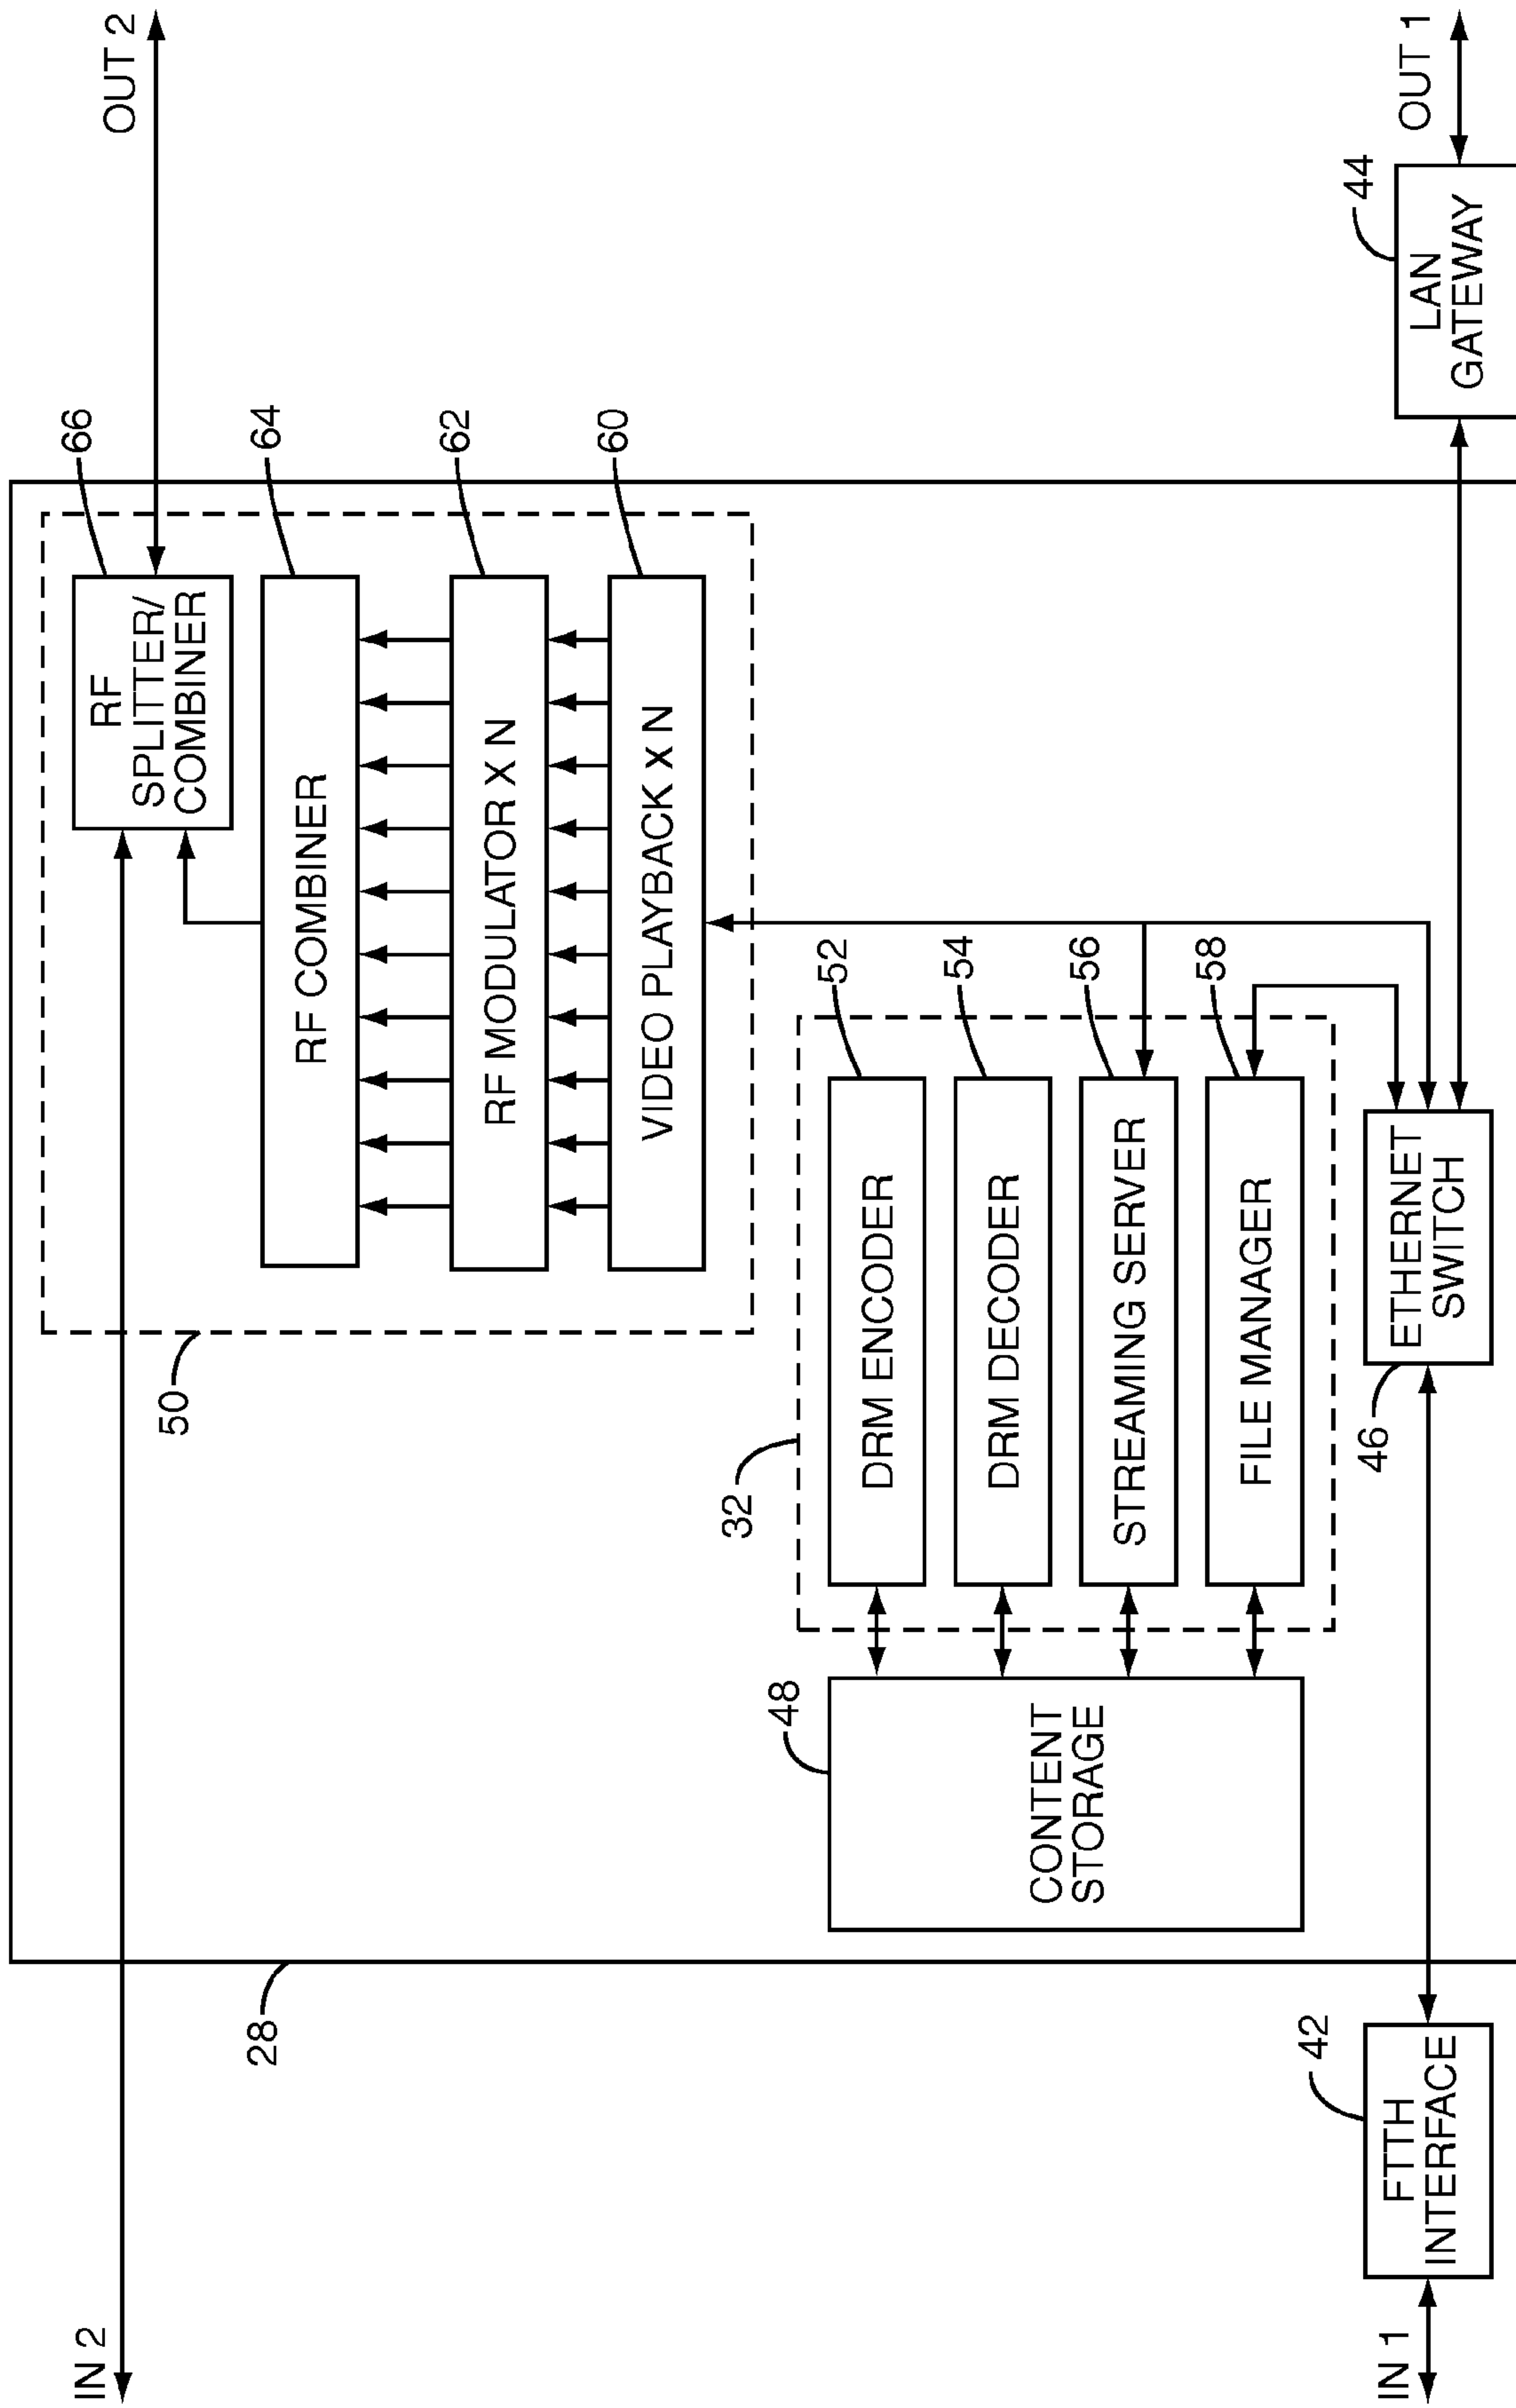 IN 2
OUT 2
66
RF
SPLITTER/
COMBINER
64
RF COMBINER
62
RF MODULATOR X N
60
VIDEO PLAYBACK x N
50
28
32
52
DRM ENCODER
54
DRM DECODER
56
STREAMING SERVER
58
FILE MANAGER
48
CONTENT
STORAGE
IN 1
42
FTTH
INTERFACE
46
ETHERNET
SWITCH
44
LAN
GATEWAY
OUT 1